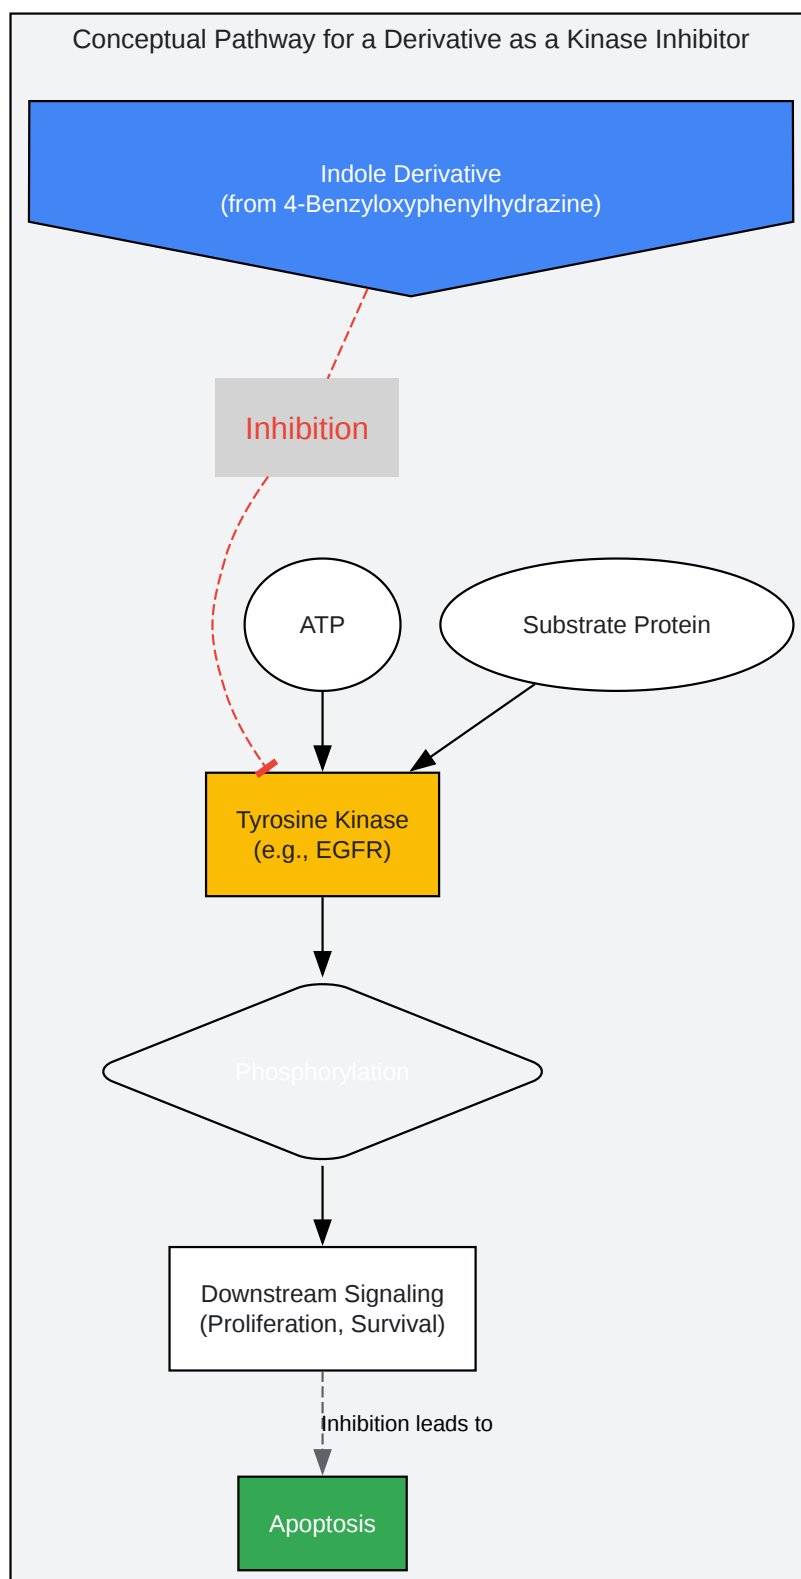 Conceptual Pathway for a Derivative as a Kinase Inhibitor
Indole Derivative
(from 4-Benzyloxyphenylhydrazine)
Inhibition
ATP
Substrate Protein
Tyrosine Kinase
(e.g., EGFR)
Phosphorylation
Downstream Signaling
(Proliferation, Survival)
Inhibition leads to
Apoptosis